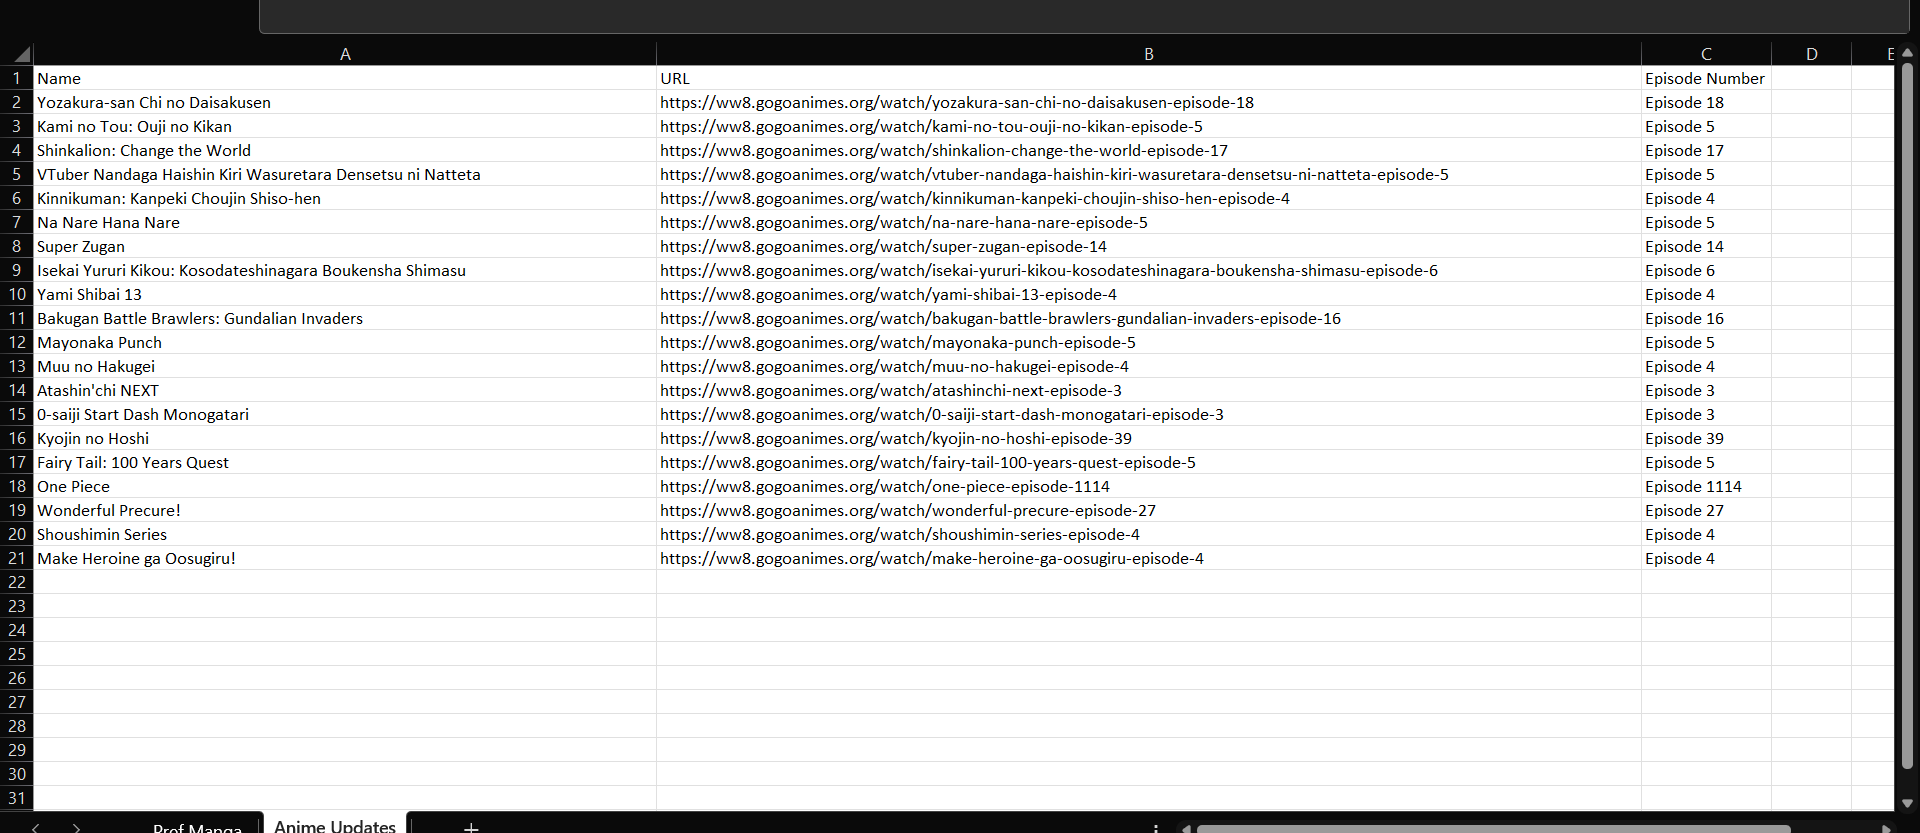 A B C D E
1 Name URL Episode Number
2 Yozakura-san Chi no Daisakusen https://ww8.gogoanimes.org/watch/yozakura-san-chi-no-daisakusen-episode-18 Episode 18
3 Kami no Tou: Ouji no Kikan https://ww8.gogoanimes.org/watch/kami-no-tou-ouji-no-kikan-episode-5 Episode 5
4 Shinkalion: Change the World https://ww8.gogoanimes.org/watch/shinkalion-change-the-world-episode-17 Episode 17
5 VTuber Nandaga Haishin Kiri Wasuretara Densetsu ni Natteta https://ww8.gogoanimes.org/watch/vtuber-nandaga-haishin-kiri-wasuretara-densetsu-ni-natteta-episode-5 Episode 5
6 Kinnikuman: Kanpeki Choujin Shiso-hen https://ww8.gogoanimes.org/watch/kinnikuman-kanpeki-choujin-shiso-hen-episode-4 Episode 4
7 Na Nare Hana Nare https://ww8.gogoanimes.org/watch/na-nare-hana-nare-episode-5 Episode 5
8 Super Zugan https://ww8.gogoanimes.org/watch/super-zugan-episode-14 Episode 14
9 Isekai Yururi Kikou: Kosodateshinagara Boukensha Shimasu https://ww8.gogoanimes.org/watch/isekai-yururi-kikou-kosodateshinagara-boukensha-shimasu-episode-6 Episode 6
10 Yami Shibai 13 https://ww8.gogoanimes.org/watch/yami-shibai-13-episode-4 Episode 4
11 Bakugan Battle Brawlers: Gundalian Invaders https://ww8.gogoanimes.org/watch/bakugan-battle-brawlers-gundalian-invaders-episode-16 Episode 16
12 Mayonaka Punch https://ww8.gogoanimes.org/watch/mayonaka-punch-episode-5 Episode 5
13 Muu no Hakugei https://ww8.gogoanimes.org/watch/muu-no-hakugei-episode-4 Episode 4
14 Atashin'chi NEXT https://ww8.gogoanimes.org/watch/atashinchi-next-episode-3 Episode 3
15 0-saiji Start Dash Monogatari https://ww8.gogoanimes.org/watch/0-saiji-start-dash-monogatari-episode-3 Episode 3
16 Kyojin no Hoshi https://ww8.gogoanimes.org/watch/kyojin-no-hoshi-episode-39 Episode 39
17 Fairy Tail: 100 Years Quest https://ww8.gogoanimes.org/watch/fairy-tail-100-years-quest-episode-5 Episode 5
18 One Piece https://ww8.gogoanimes.org/watch/one-piece-episode-1114 Episode 1114
19 Wonderful Precure! https://ww8.gogoanimes.org/watch/wonderful-precure-episode-27 Episode 27
20 Shoushimin Series https://ww8.gogoanimes.org/watch/shoushimin-series-episode-4 Episode 4
21 Make Heroine ga Oosugiru! https://ww8.gogoanimes.org/watch/make-heroine-ga-oosugiru-episode-4 Episode 4
22
23
24
25
26
27
28
29
30
31
Pref Manga Anime Updates